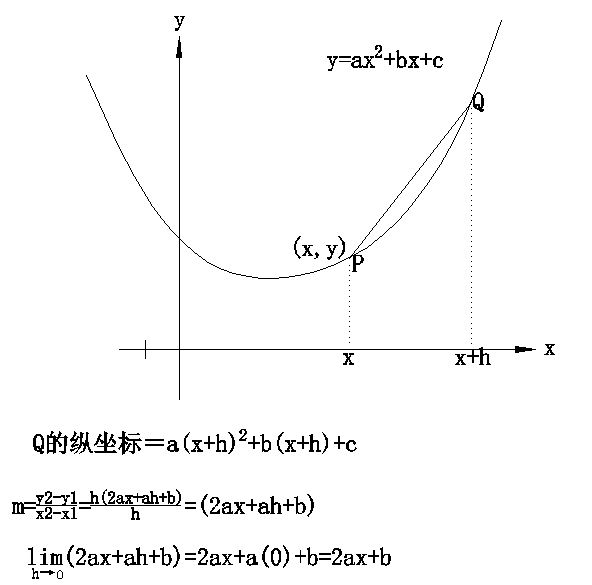 y
y=ax²+bx+c
Q
(x,y)
P
x
x+h
x
Q的纵坐标=a(x+h)²+b(x+h)+c
m=y2-y1/x2-x1=h(2ax+ah+b)/h=(2ax+ah+b)
lim h→0 (2ax+ah+b)=2ax+a(0)+b=2ax+b